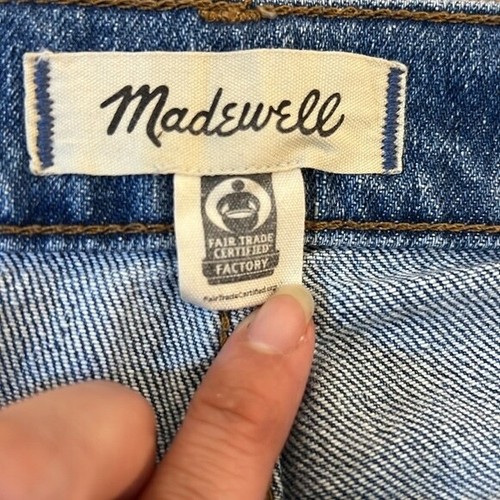 Madewell
FAIR TRADE
CERTIFIED
FACTORY
FairTradeCertified.org